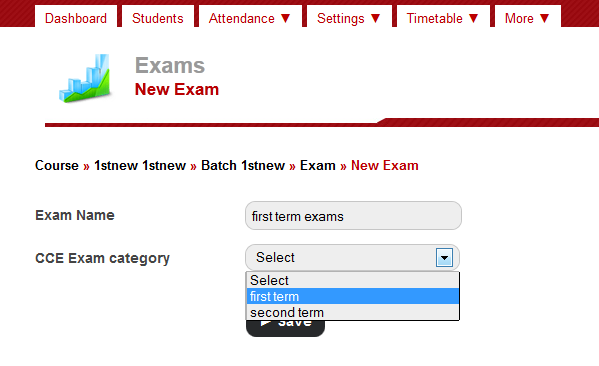 Dashboard Students Attendance ▼ Settings ▼ Timetable ▼ More ▼
Exams
New Exam
Course » 1stnew 1stnew » Batch 1stnew » Exam » New Exam
Exam Name first term exams
CCE Exam category Select
Select
first term
second term
► Save